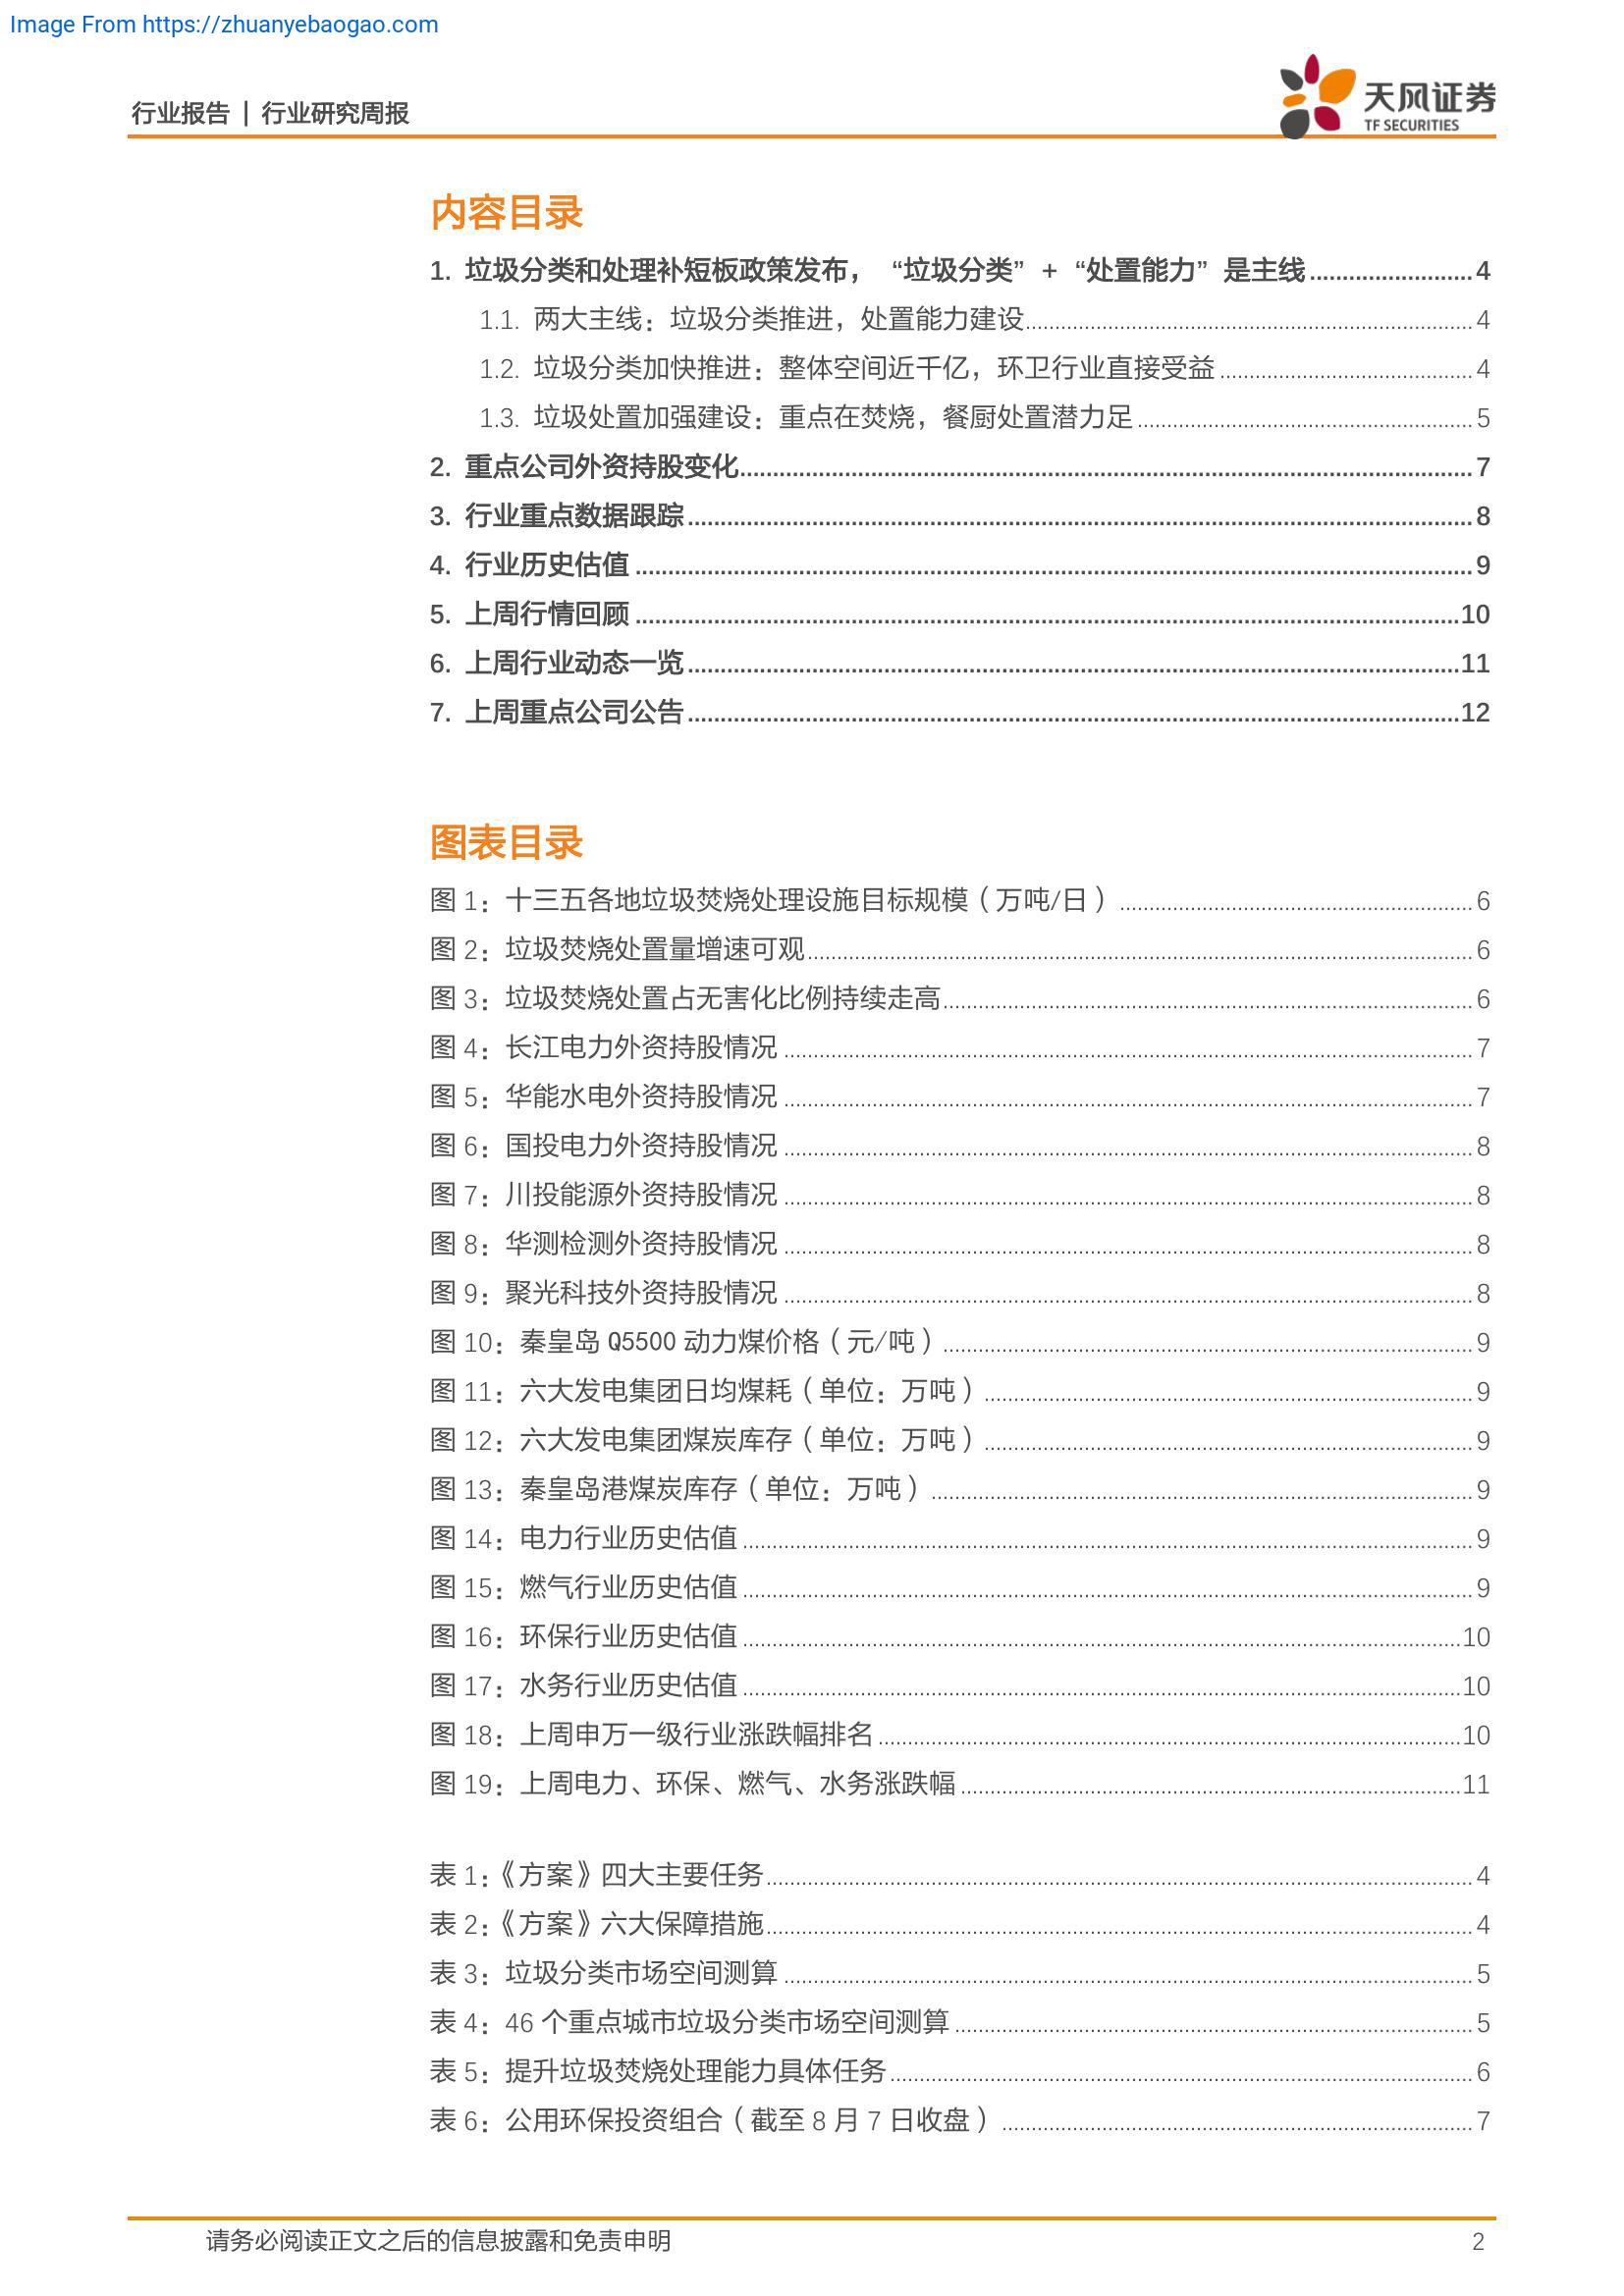 Image From https://zhuanyebaogao.com
行业报告 | 行业研究周报
天风证券
TF SECURITIES
内容目录
1. 垃圾分类和处理补短板政策发布，“垃圾分类”+“处置能力”是主线........................4
1.1. 两大主线：垃圾分类推进，处置能力建设........................4
1.2. 垃圾分类加快推进：整体空间近千亿，环卫行业直接受益........................4
1.3. 垃圾处置加强建设：重点在焚烧，餐厨处置潜力足........................5
2. 重点公司外资持股变化........................7
3. 行业重点数据跟踪........................8
4. 行业历史估值........................9
5. 上周行情回顾........................10
6. 上周行业动态一览........................11
7. 上周重点公司公告........................12
图表目录
图 1：十三五各地垃圾焚烧处理设施目标规模（万吨/日）........................6
图 2：垃圾焚烧处置量增速可观........................6
图 3：垃圾焚烧处置占无害化比例持续走高........................6
图 4：长江电力外资持股情况........................7
图 5：华能水电外资持股情况........................7
图 6：国投电力外资持股情况........................8
图 7：川投能源外资持股情况........................8
图 8：华测检测外资持股情况........................8
图 9：聚光科技外资持股情况........................8
图 10：秦皇岛 Q5500 动力煤价格（元/吨）........................9
图 11：六大发电集团日均煤耗（单位：万吨）........................9
图 12：六大发电集团煤炭库存（单位：万吨）........................9
图 13：秦皇岛港煤炭库存（单位：万吨）........................9
图 14：电力行业历史估值........................9
图 15：燃气行业历史估值........................9
图 16：环保行业历史估值........................10
图 17：水务行业历史估值........................10
图 18：上周申万一级行业涨跌幅排名........................10
图 19：上周电力、环保、燃气、水务涨跌幅........................11
表 1：《方案》四大主要任务........................4
表 2：《方案》六大保障措施........................4
表 3：垃圾分类市场空间测算........................5
表 4：46 个重点城市垃圾分类市场空间测算........................5
表 5：提升垃圾焚烧处理能力具体任务........................6
表 6：公用环保投资组合（截至 8 月 7 日收盘）........................7
请务必阅读正文之后的信息披露和免责申明
2